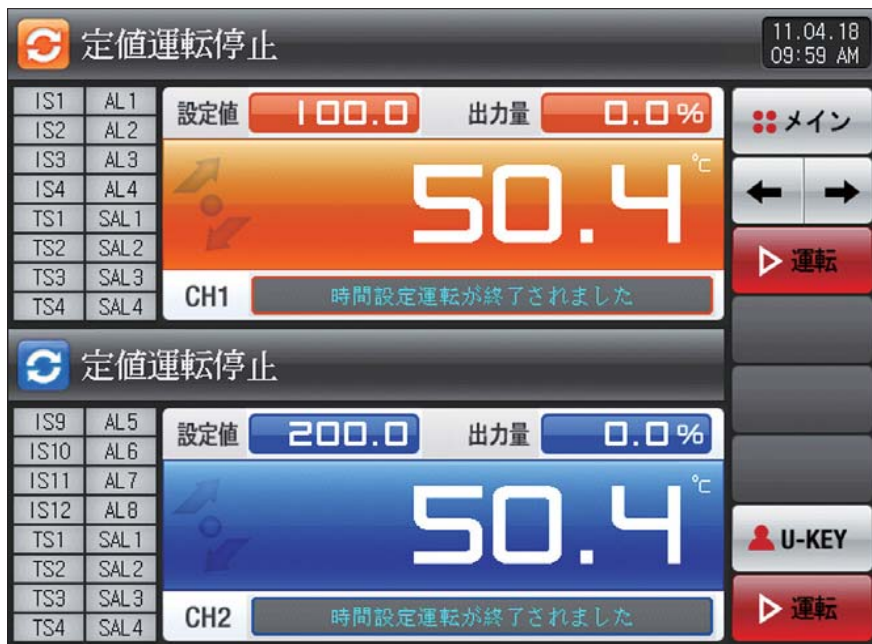 定値運転停止
11.04.18
09:59 AM
IS1 AL1
IS2 AL2
IS3 AL3
IS4 AL4
TS1 SAL1
TS2 SAL2
TS3 SAL3
TS4 SAL4
設定値 100.0 出力量 0.0%
50.4 ℃
CH1 時間設定運転が終了されました
メイン
運転
定値運転停止
IS9 AL5
IS10 AL6
IS11 AL7
IS12 AL8
TS1 SAL1
TS2 SAL2
TS3 SAL3
TS4 SAL4
設定値 200.0 出力量 0.0%
50.4 ℃
CH2 時間設定運転が終了されました
U-KEY
運転